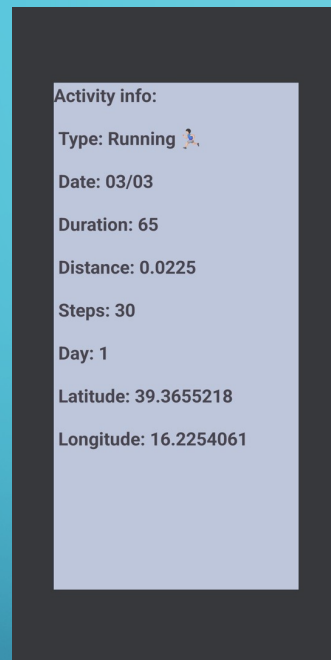 Activity info:
Type: Running 🏃🏻‍♂️
Date: 03/03
Duration: 65
Distance: 0.0225
Steps: 30
Day: 1
Latitude: 39.3655218
Longitude: 16.2254061